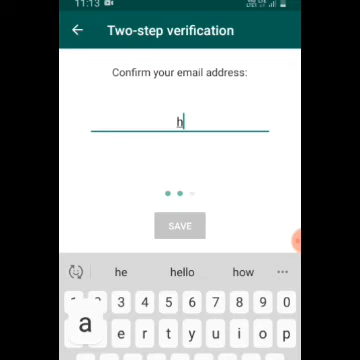 11:13
Two-step verification
Confirm your email address:
h
SAVE
he hello how ...
3 4 5 6 7 8 9 0
a e r t y u i o p